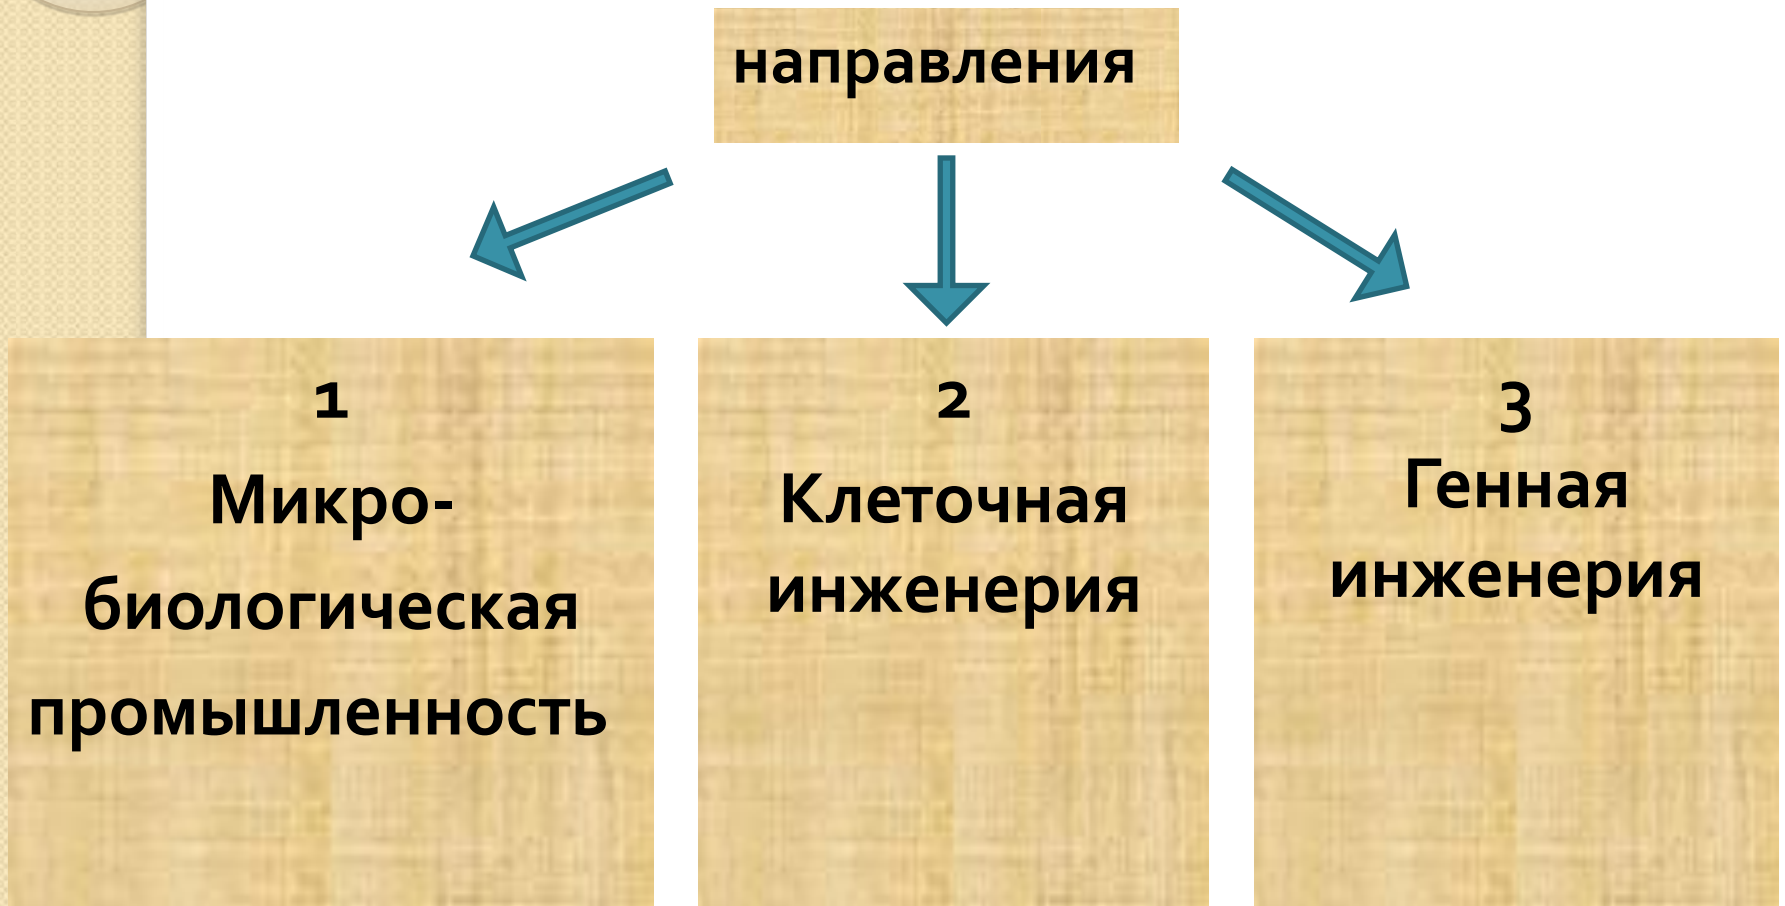 направления
1
Микро-
биологическая
промышленность
2
Клеточная
инженерия
3
Генная
инженерия